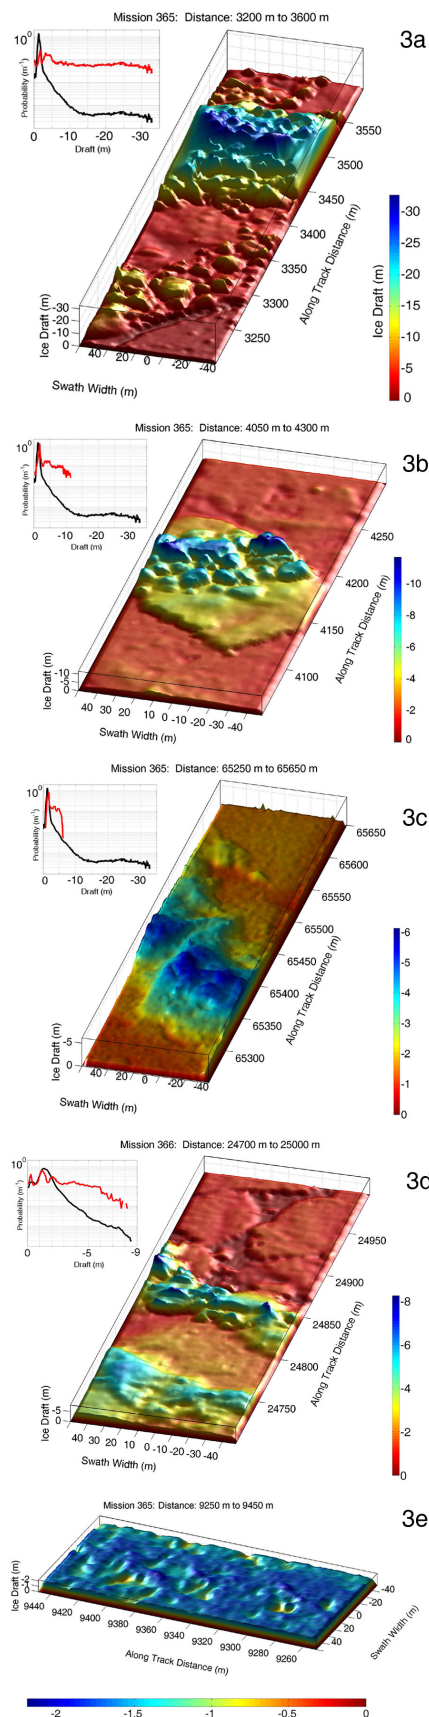 Mission 365: Distance: 3200 m to 3600 m
3a
10⁰
Probability (m⁻¹)
0 -10 -20 -30
Draft (m)
3550
3500
3450
3400
3350
3300
3250
Along Track Distance (m)
-30
-20
-10
0
Ice Draft (m)
40 20 0 -20 -40
Swath Width (m)
-30
-25
-20
-15
-10
-5
0
Ice Draft (m)
Mission 365: Distance: 4050 m to 4300 m
3b
10⁰
Probability (m⁻¹)
0 -10 -20 -30
Draft (m)
4250
4200
4150
4100
Along Track Distance (m)
-10
-5
0
Ice Draft (m)
40 30 20 10 0 -10 -20 -30 -40
Swath Width (m)
-10
-8
-6
-4
-2
0
Mission 365: Distance: 65250 m to 65650 m
3c
10⁰
Probability (m⁻¹)
0 -10 -20 -30
Draft (m)
65650
65600
65550
65500
65450
65400
65350
65300
Along Track Distance (m)
-5
0
Ice Draft (m)
40 20 0 -20 -40
Swath Width (m)
-6
-5
-4
-3
-2
-1
0
Mission 366: Distance: 24700 m to 25000 m
3d
10⁰
Probability (m⁻¹)
0 -5 -9
Draft (m)
24950
24900
24850
24800
24750
Along Track Distance (m)
-5
0
Ice Draft (m)
40 30 20 10 0 -10 -20 -30 -40
Swath Width (m)
-8
-6
-4
-2
0
Mission 365: Distance: 9250 m to 9450 m
3e
-2
-1
0
Ice Draft (m)
9440 9420 9400 9380 9360 9340 9320 9300 9280 9260
Along Track Distance (m)
-40
-20
0
20
40
Swath Width (m)
-2 -1.5 -1 -0.5 0